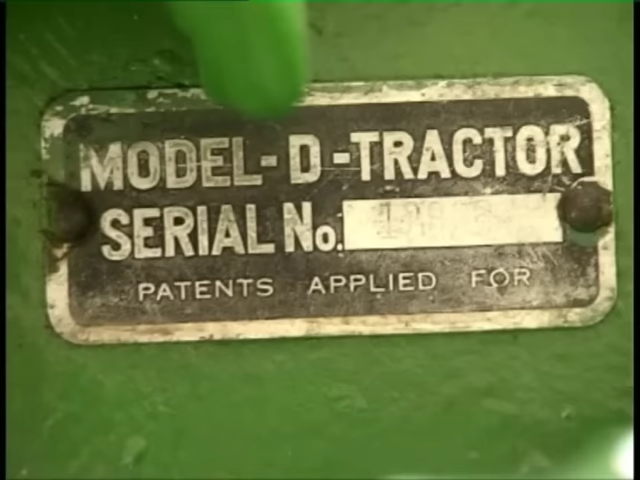 MODEL-D-TRACTOR
SERIAL No.
PATENTS APPLIED FOR